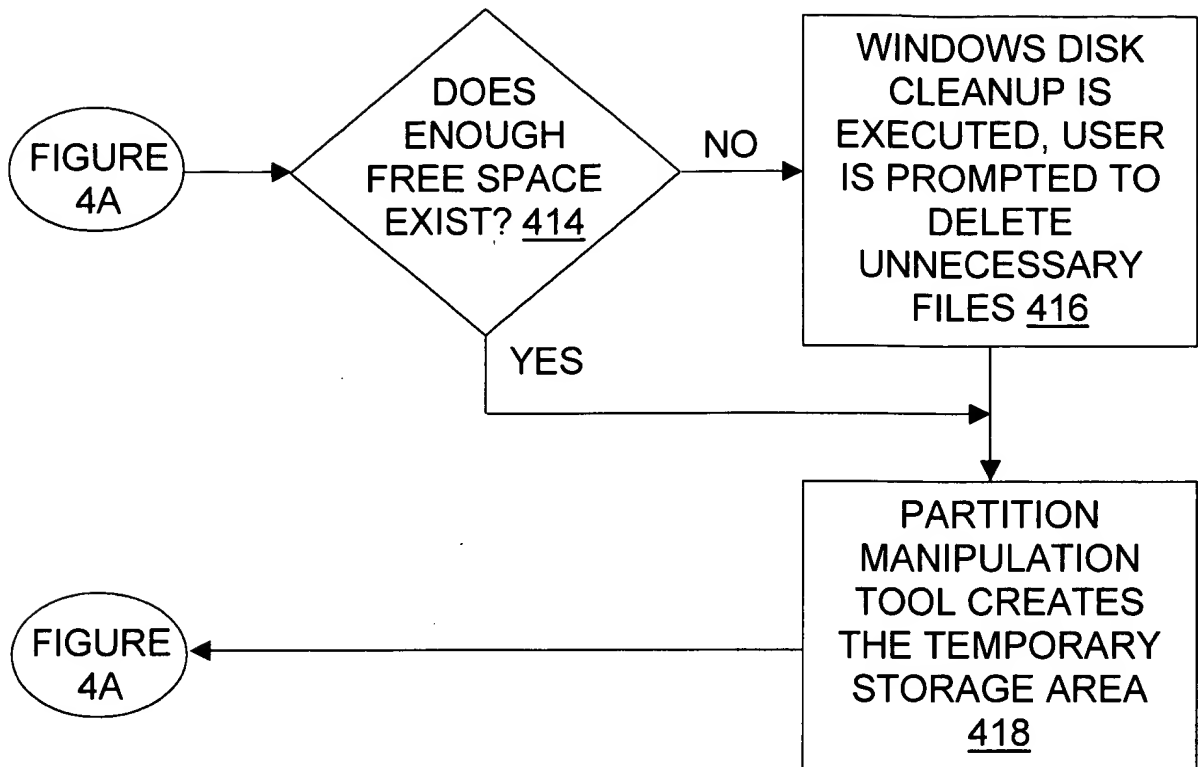 FIGURE
4A
DOES
ENOUGH
FREE SPACE
EXIST? 414
NO
WINDOWS DISK
CLEANUP IS
EXECUTED, USER
IS PROMPTED TO
DELETE
UNNECESSARY
FILES 416
YES
PARTITION
MANIPULATION
TOOL CREATES
THE TEMPORARY
STORAGE AREA
418
FIGURE
4A